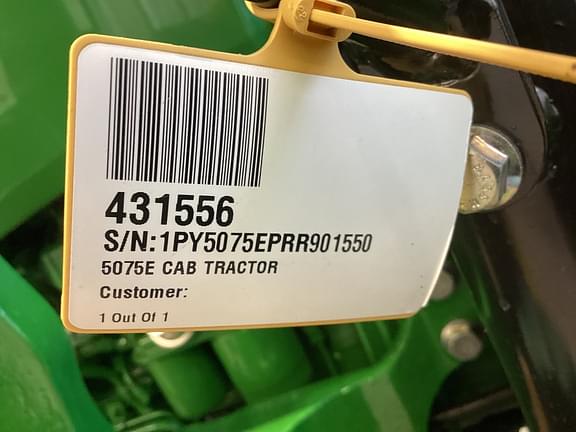 431556
S/N:1PY5075EPRR901550
5075E CAB TRACTOR
Customer:
1 Out Of 1